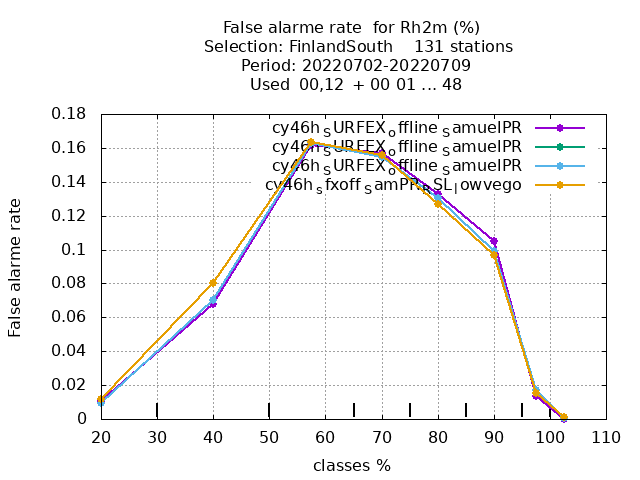 False alarme rate for Rh2m (%)
Selection: FinlandSouth 131 stations
Period: 20220702-20220709
Used 00,12 + 00 01 ... 48
0.18
0.16
0.14
0.12
0.1
0.08
0.06
0.04
0.02
0
False alarme rate
cy46h_SURFEX_offline_SamuelPR
cy46h_SURFEX_offline_SamuelPR
cy46h_SURFEX_offline_SamuelPR
cy46h_sfxoff_samPR_RSL_lowvego
20 30 40 50 60 70 80 90 100 110
classes %